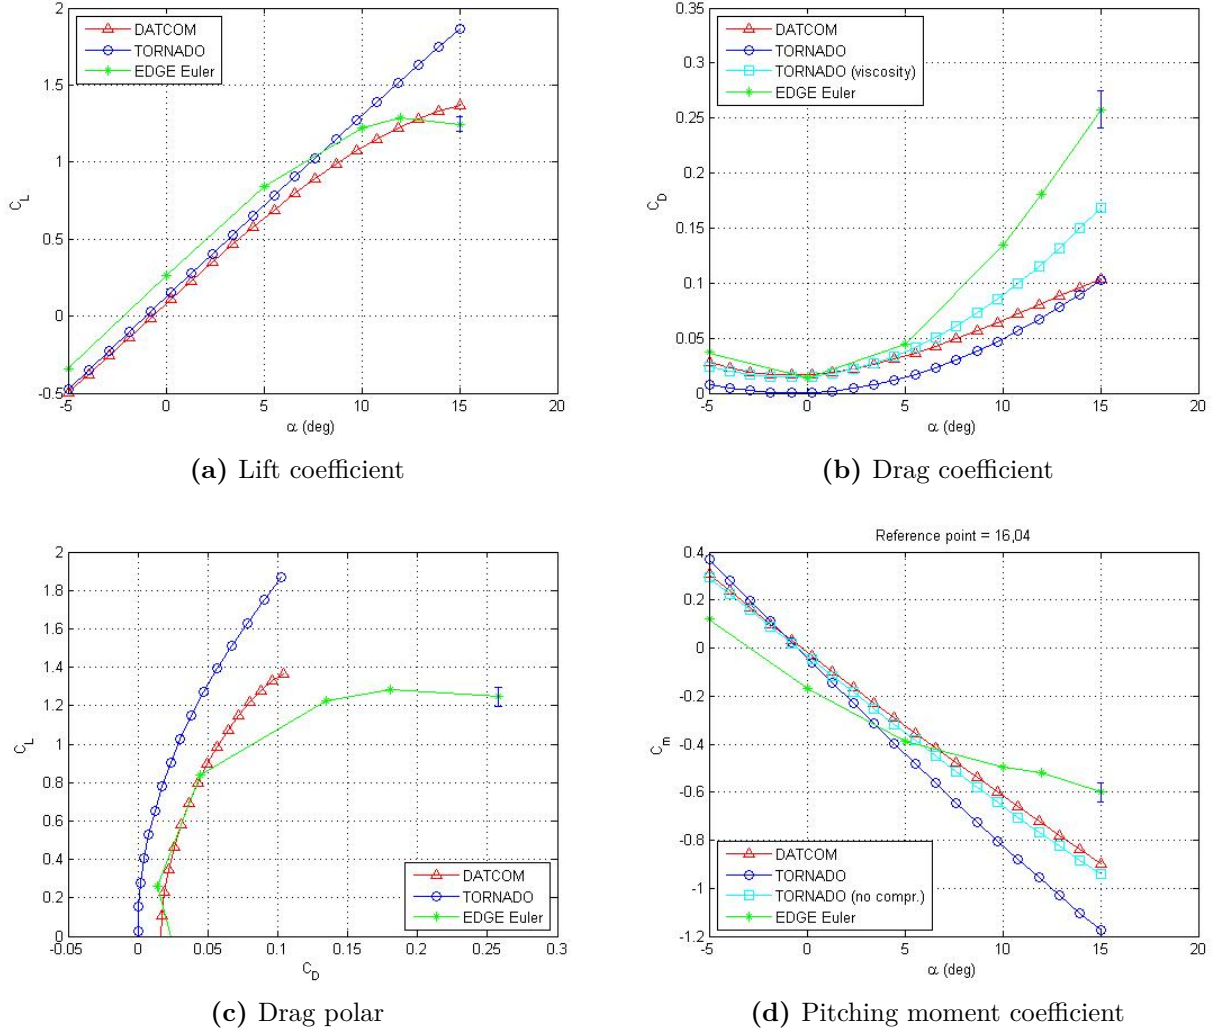 2
1.5
1
0.5
0
-0.5
-5
0
5
10
15
20
C_L
α (deg)
DATCOM
TORNADO
EDGE Euler
(a) Lift coefficient
0.35
0.3
0.25
0.2
0.15
0.1
0.05
0
-5
0
5
10
15
20
C_D
α (deg)
DATCOM
TORNADO
TORNADO (viscosity)
EDGE Euler
(b) Drag coefficient
2
1.8
1.6
1.4
1.2
1
0.8
0.6
0.4
0.2
0
-0.05
0
0.05
0.1
0.15
0.2
0.25
0.3
C_L
C_D
DATCOM
TORNADO
EDGE Euler
(c) Drag polar
Reference point = 16,04
0.4
0.2
0
-0.2
-0.4
-0.6
-0.8
-1
-1.2
-5
0
5
10
15
20
C_m
α (deg)
DATCOM
TORNADO
TORNADO (no compr.)
EDGE Euler
(d) Pitching moment coefficient